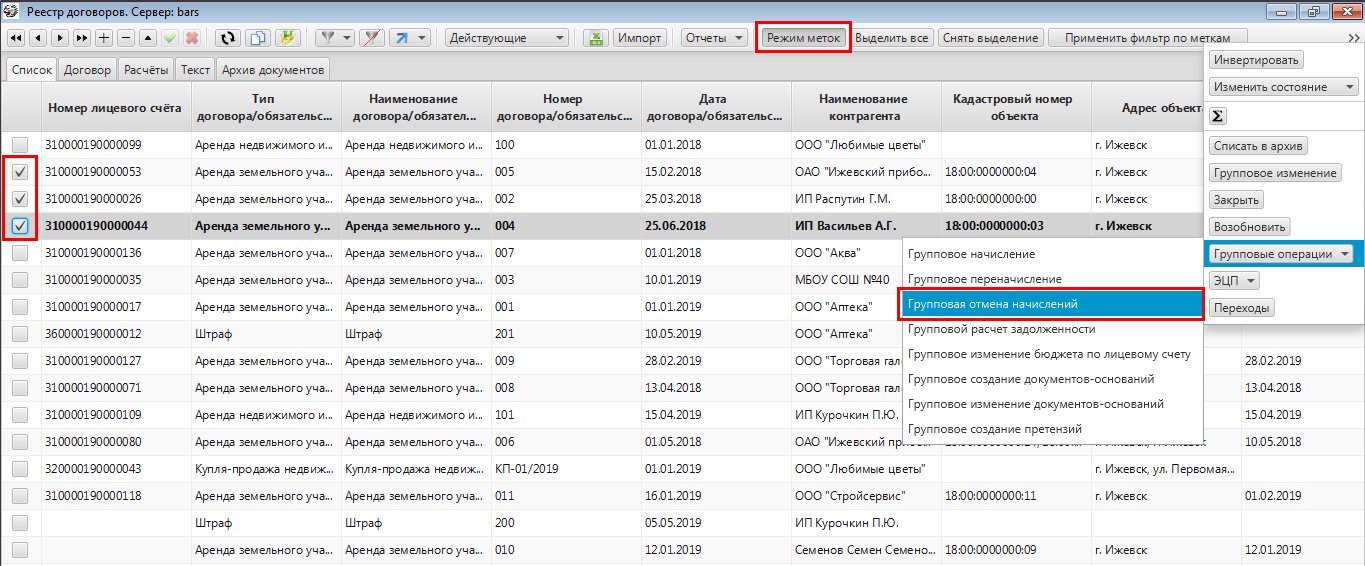 Реестр договоров. Сервер: bars
Действующие Импорт Отчеты Режим меток Выделить все Снять выделение Применить фильтр по меткам
Список Договор Расчёты Текст Архив документов
Номер лицевого счёта Тип договора/обязательс... Наименование договора/обязател... Номер договора/обязательс... Дата договора/обязательс... Наименование контрагента Кадастровый номер объекта Адрес объекта
310000190000099 Аренда недвижимого и... Аренда недвижимого и... 100 01.01.2018 ООО "Любимые цветы" г. Ижевск
310000190000053 Аренда земельного уча... Аренда земельного уча... 005 15.02.2018 ОАО "Ижевский прибо... 18:00:0000000:04 г. Ижевск
310000190000026 Аренда земельного уча... Аренда земельного уча... 002 25.03.2018 ИП Распутин Г.М. 18:00:0000000:00 г. Ижевск
310000190000044 Аренда земельного у... Аренда земельного у... 004 25.06.2018 ИП Васильев А.Г. 18:00:0000000:03 г. Ижевск
310000190000136 Аренда земельного уча... Аренда земельного уча... 007 01.01.2018 ООО "Аква"
310000190000035 Аренда земельного уча... Аренда земельного уча... 003 10.01.2019 МБОУ СОШ №40
310000190000017 Аренда земельного уча... Аренда земельного уча... 001 01.01.2019 ООО "Аптека"
360000190000012 Штраф Штраф 201 10.05.2019 ООО "Аптека"
310000190000127 Аренда земельного уча... Аренда земельного уча... 009 28.02.2019 ООО "Торговая гал 28.02.2019
310000190000071 Аренда земельного уча... Аренда земельного уча... 008 13.04.2018 ООО "Торговая гал 13.04.2018
310000190000109 Аренда недвижимого и... Аренда недвижимого и... 101 15.04.2019 ИП Курочкин П.Ю. 15.04.2019
310000190000080 Аренда земельного уча... Аренда земельного уча... 006 01.05.2018 ОАО "Ижевский 10.05.2018
320000190000043 Купля-продажа недвиж... Купля-продажа недвиж... КП-01/2019 01.01.2019 ООО "Любимые цветы" г. Ижевск, ул. Первома...
310000190000118 Аренда земельного уча... Аренда земельного уча... 011 16.01.2019 ООО "Стройсервис" 18:00:0000000:11 г. Ижевск 01.02.2019
Штраф Штраф 200 05.05.2019 ИП Курочкин П.Ю.
Аренда земельного уча... Аренда земельного уча... 010 12.01.2019 Семенов Семен Семено... 18:00:0000000:09 г. Ижевск 12.01.2019
Инвертировать
Изменить состояние
Σ
Списать в архив
Групповое изменение
Закрыть
Возобновить
Групповые операции
ЭЦП
Переходы
Групповое начисление
Групповое переначисление
Групповая отмена начислений
Групповой расчет задолженности
Групповое изменение бюджета по лицевому счету
Групповое создание документов-оснований
Групповое изменение документов-оснований
Групповое создание претензий